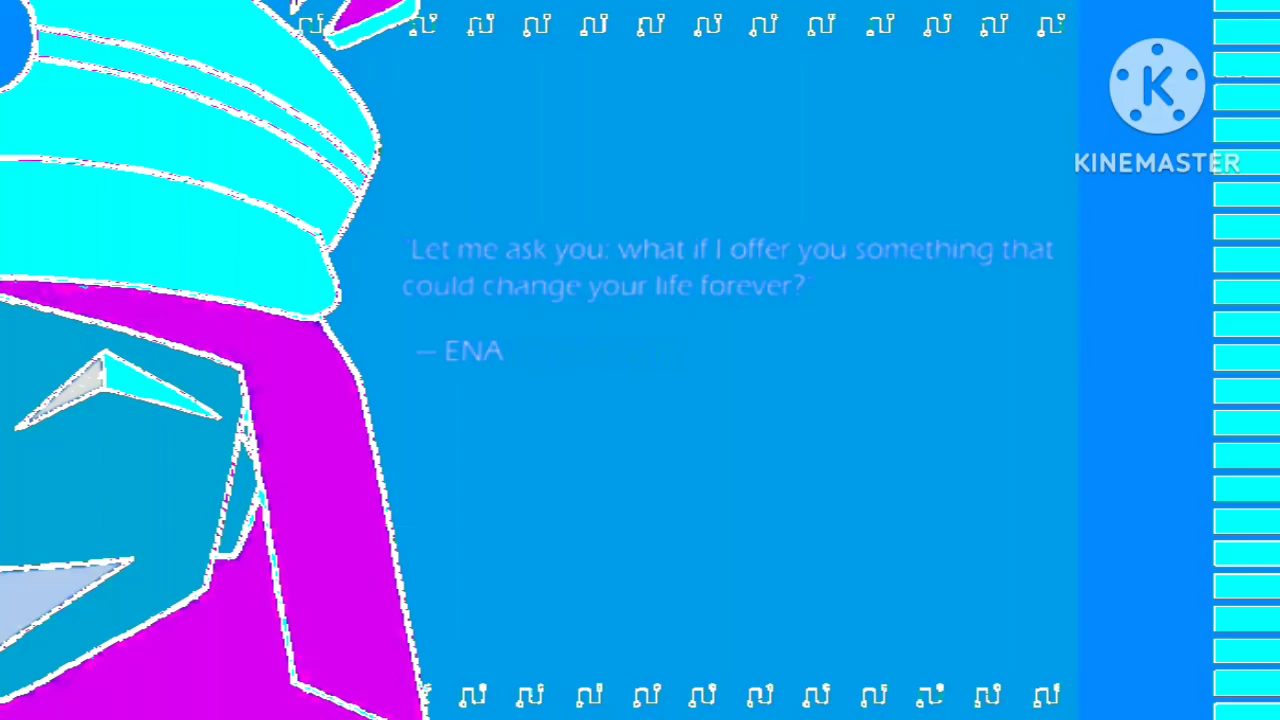 K
KINEMASTER
"Let me ask you: what if I offer you something that
could change your life forever?"
– ENA